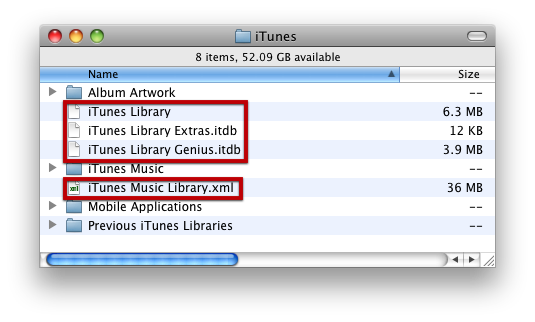 iTunes
8 items, 52.09 GB available
Name Size
Album Artwork --
iTunes Library 6.3 MB
iTunes Library Extras.itdb 12 KB
iTunes Library Genius.itdb 3.9 MB
iTunes Music --
iTunes Music Library.xml 36 MB
Mobile Applications --
Previous iTunes Libraries --